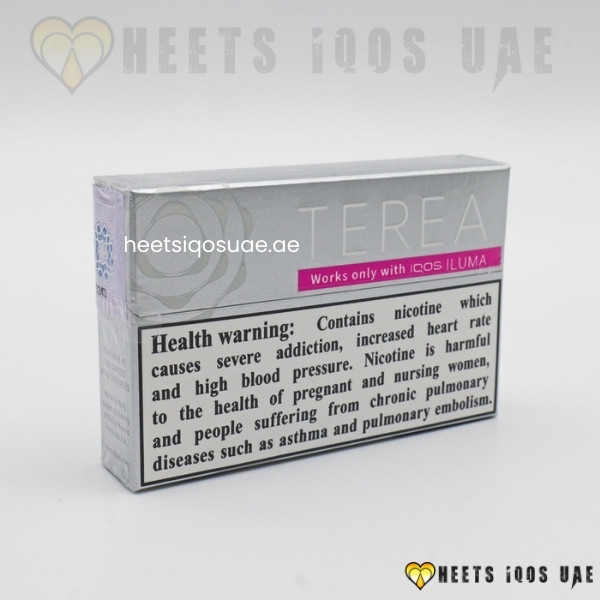 HEETS iQOS UAE
TEREA
heetsiqosuae.ae
Works only with IQOS ILUMA
Health warning: Contains nicotine which
causes severe addiction, increased heart rate
and high blood pressure. Nicotine is harmful
to the health of pregnant and nursing women,
and people suffering from chronic pulmonary
diseases such as asthma and pulmonary embolism.
HEETS iQOS UAE